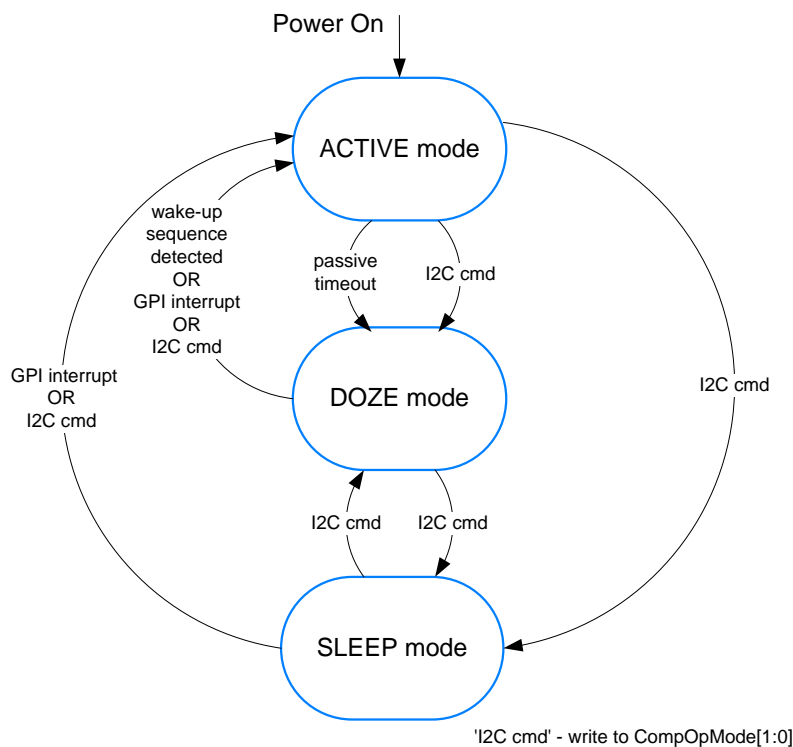 Power On
ACTIVE mode
wake-up
sequence
detected
OR
GPI interrupt
OR
I2C cmd
passive
timeout
I2C cmd
GPI interrupt
OR
I2C cmd
DOZE mode
I2C cmd
I2C cmd
I2C cmd
SLEEP mode
'I2C cmd' - write to CompOpMode[1:0]